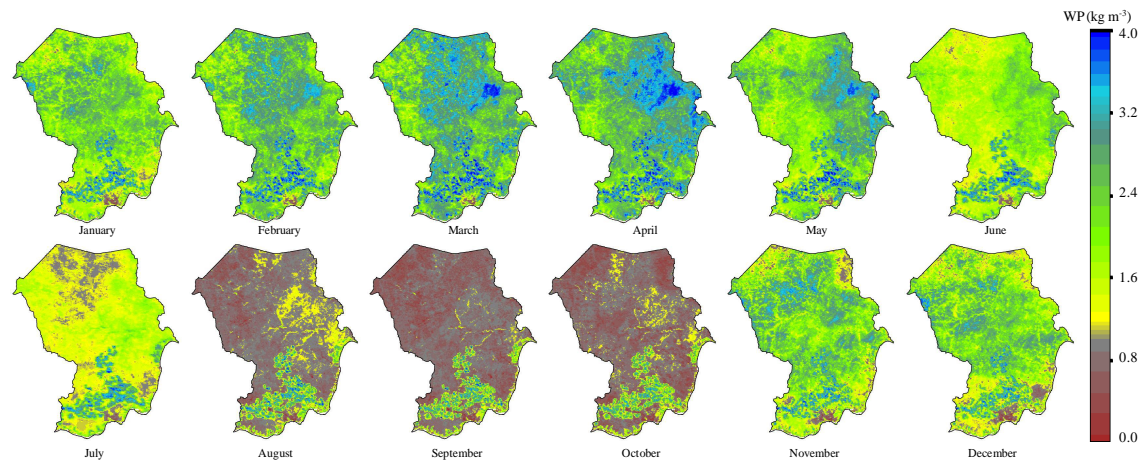 WP (kg m-3)
4.0
3.2
2.4
1.6
0.8
0.0
January
February
March
April
May
June
July
August
September
October
November
December